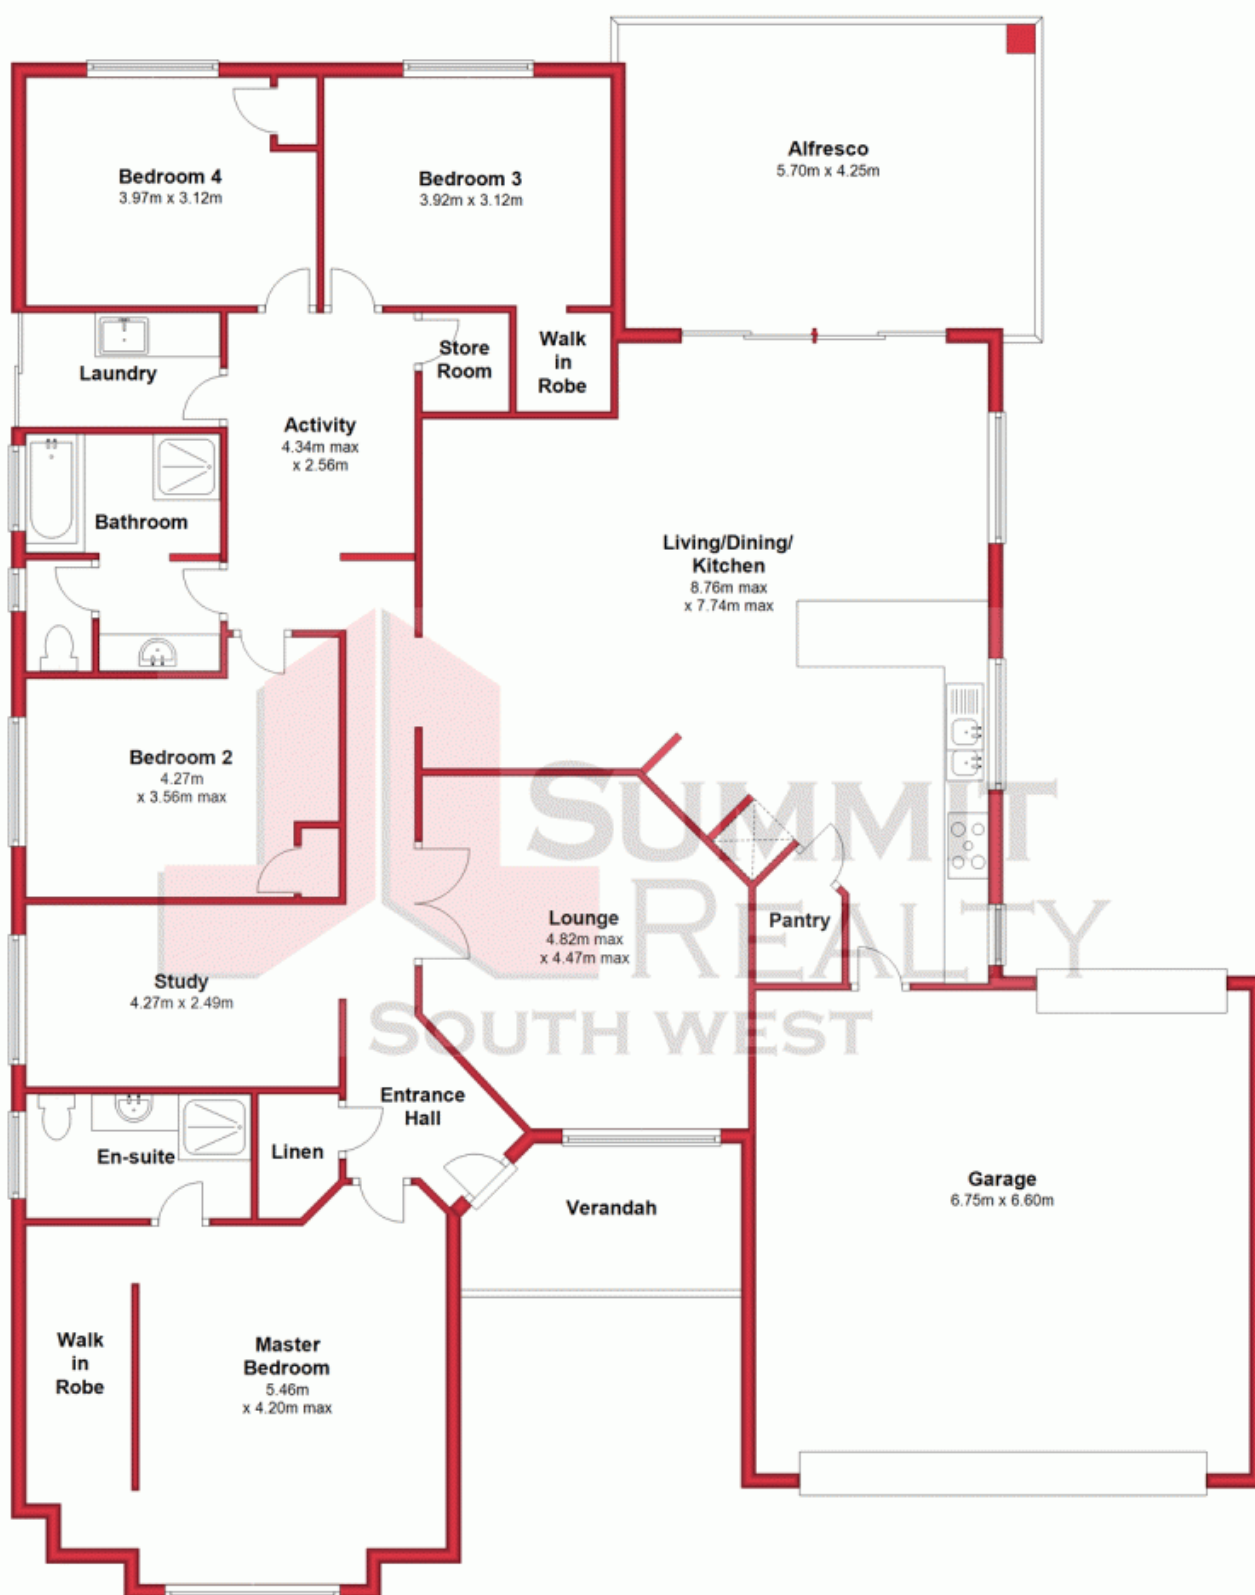 Alfresco
5.70m x 4.25m
Bedroom 4
3.97m x 3.12m
Bedroom 3
3.92m x 3.12m
Laundry
Store
Room
Walk
in
Robe
Activity
4.34m max
x 2.56m
Bathroom
Living/Dining/
Kitchen
8.76m max
x 7.74m max
Bedroom 2
4.27m
x 3.56m max
SUMMIT
REALTY
SOUTH WEST
Lounge
4.82m max
x 4.47m max
Pantry
Study
4.27m x 2.49m
Entrance
Hall
En-suite
Linen
Verandah
Garage
6.75m x 6.60m
Walk
in
Robe
Master
Bedroom
5.46m
x 4.20m max